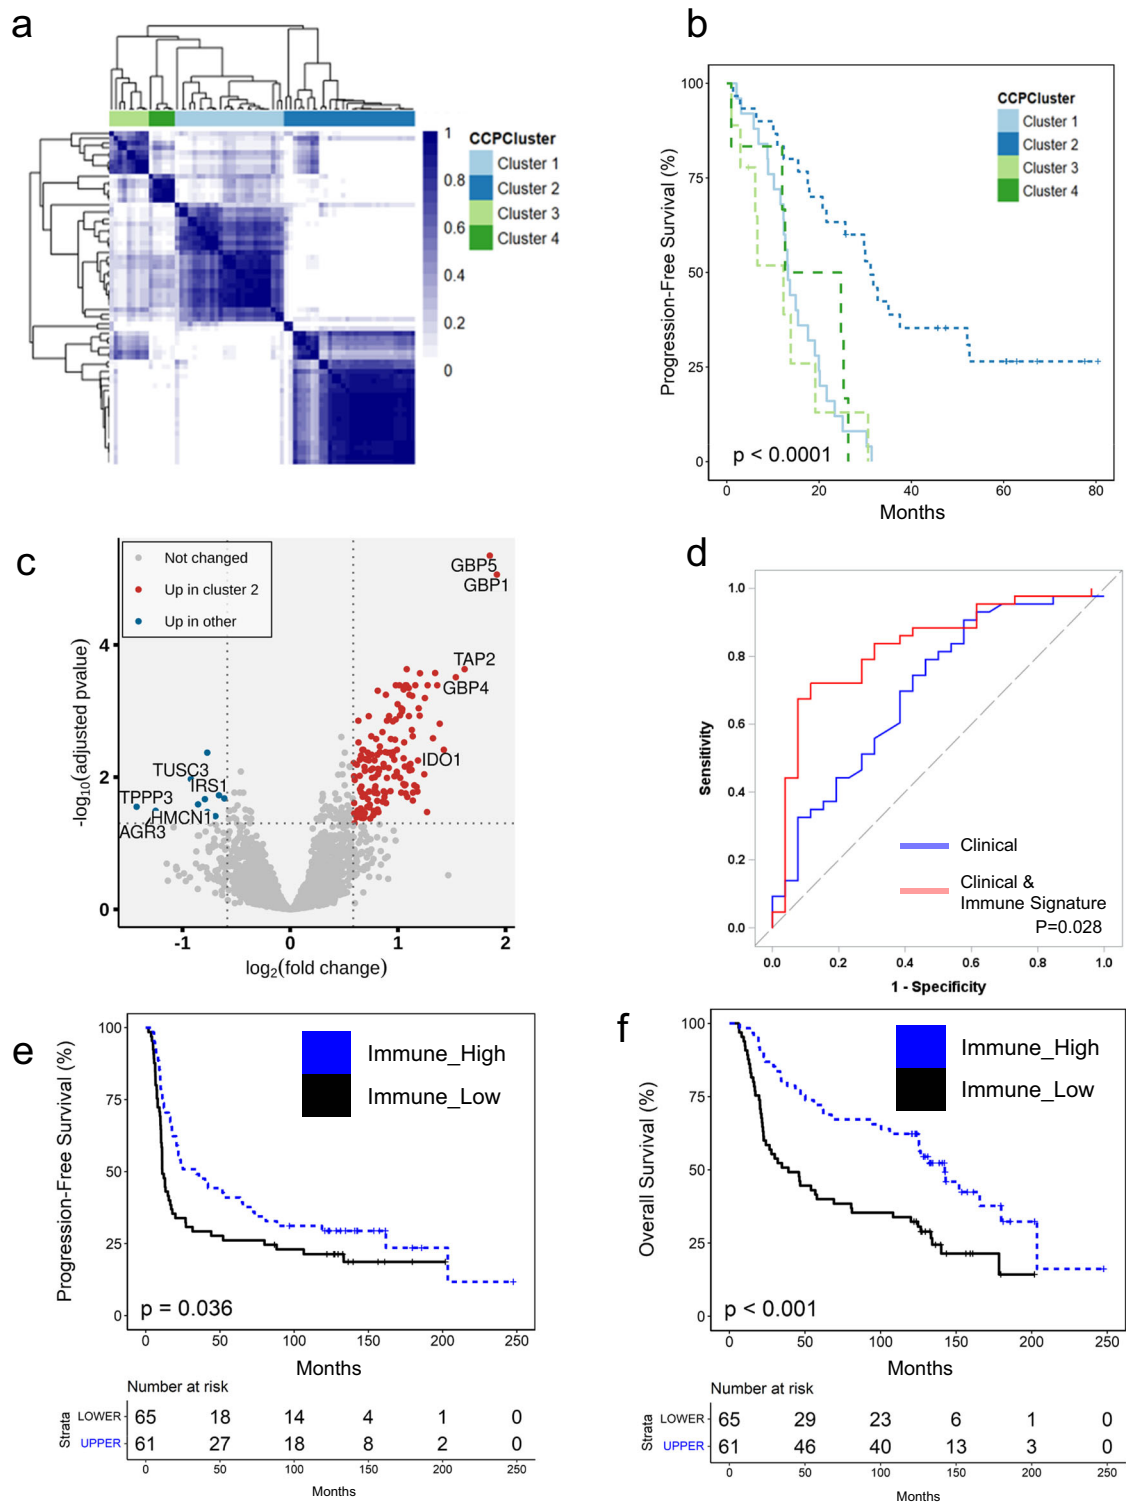 a
1
0.8
0.6
0.4
0.2
0
CCPCluster
Cluster 1
Cluster 2
Cluster 3
Cluster 4
b
Progression-Free Survival (%)
100
75
50
25
0
CCPCluster
Cluster 1
Cluster 2
Cluster 3
Cluster 4
p < 0.0001
0 20 40 60 80
Months
c
Not changed
Up in cluster 2
Up in other
-log10(adjusted pvalue)
4
2
0
GBP5
GBP1
TAP2
GBP4
IDO1
TUSC3
IRS1
TPPP3
HMCN1
AGR3
-1 0 1 2
log2(fold change)
d
Sensitivity
1.0
0.8
0.6
0.4
0.2
0.0
Clinical
Clinical &
Immune Signature
P=0.028
0.0 0.2 0.4 0.6 0.8 1.0
1 - Specificity
e
Progression-Free Survival (%)
100
75
50
25
0
Immune_High
Immune_Low
p = 0.036
0 50 100 150 200 250
Months
Number at risk
Strata
LOWER 65 18 14 4 1 0
UPPER 61 27 18 8 2 0
0 50 100 150 200 250
Months
f
Overall Survival (%)
100
75
50
25
0
Immune_High
Immune_Low
p < 0.001
0 50 100 150 200 250
Months
Number at risk
Strata
LOWER 65 29 23 6 1 0
UPPER 61 46 40 13 3 0
0 50 100 150 200 250
Months